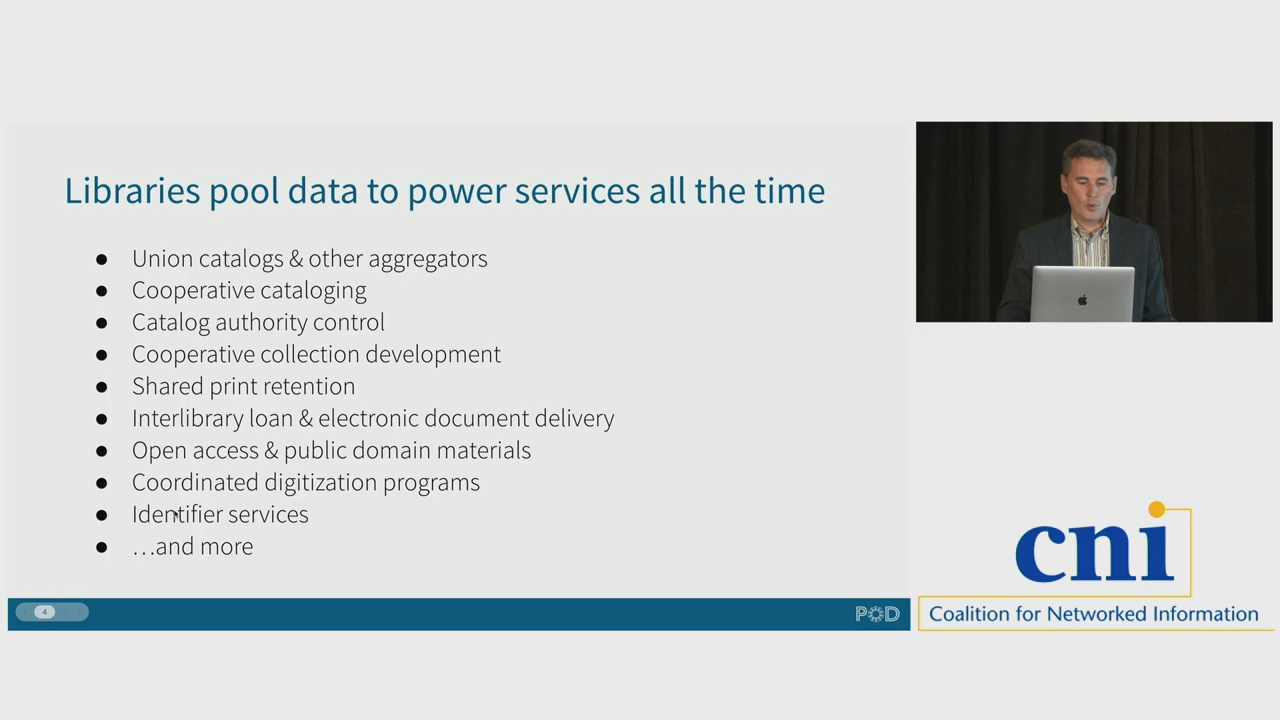 Libraries pool data to power services all the time
● Union catalogs & other aggregators
● Cooperative cataloging
● Catalog authority control
● Cooperative collection development
● Shared print retention
● Interlibrary loan & electronic document delivery
● Open access & public domain materials
● Coordinated digitization programs
● Identifier services
● …and more
4
POD
cni
Coalition for Networked Information